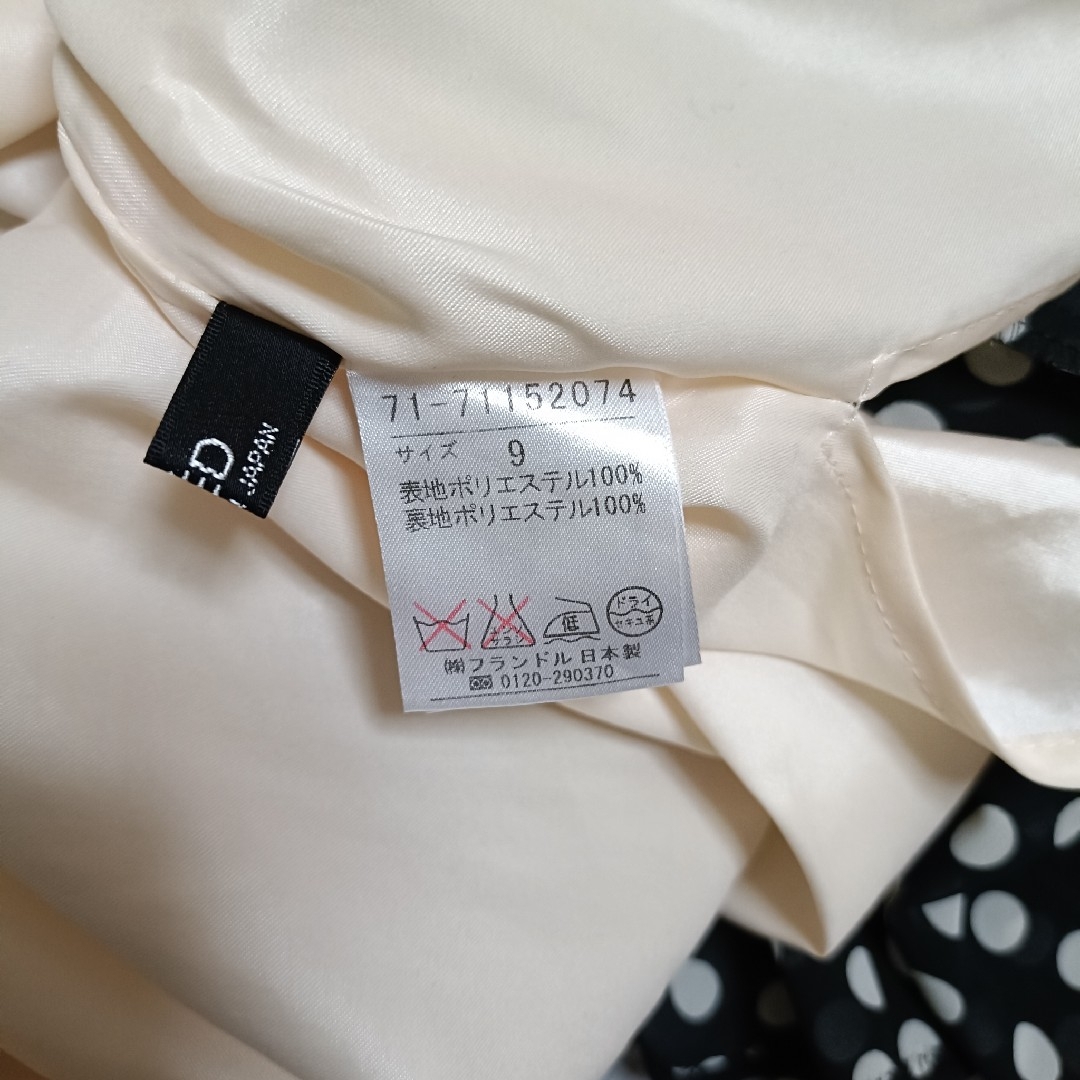 JAPAN
71-71152074
サイズ 9
表地ポリエステル100%
裏地ポリエステル100%
低
ドライ
セキユ系
㈱フランドル 日本製
0120-290370